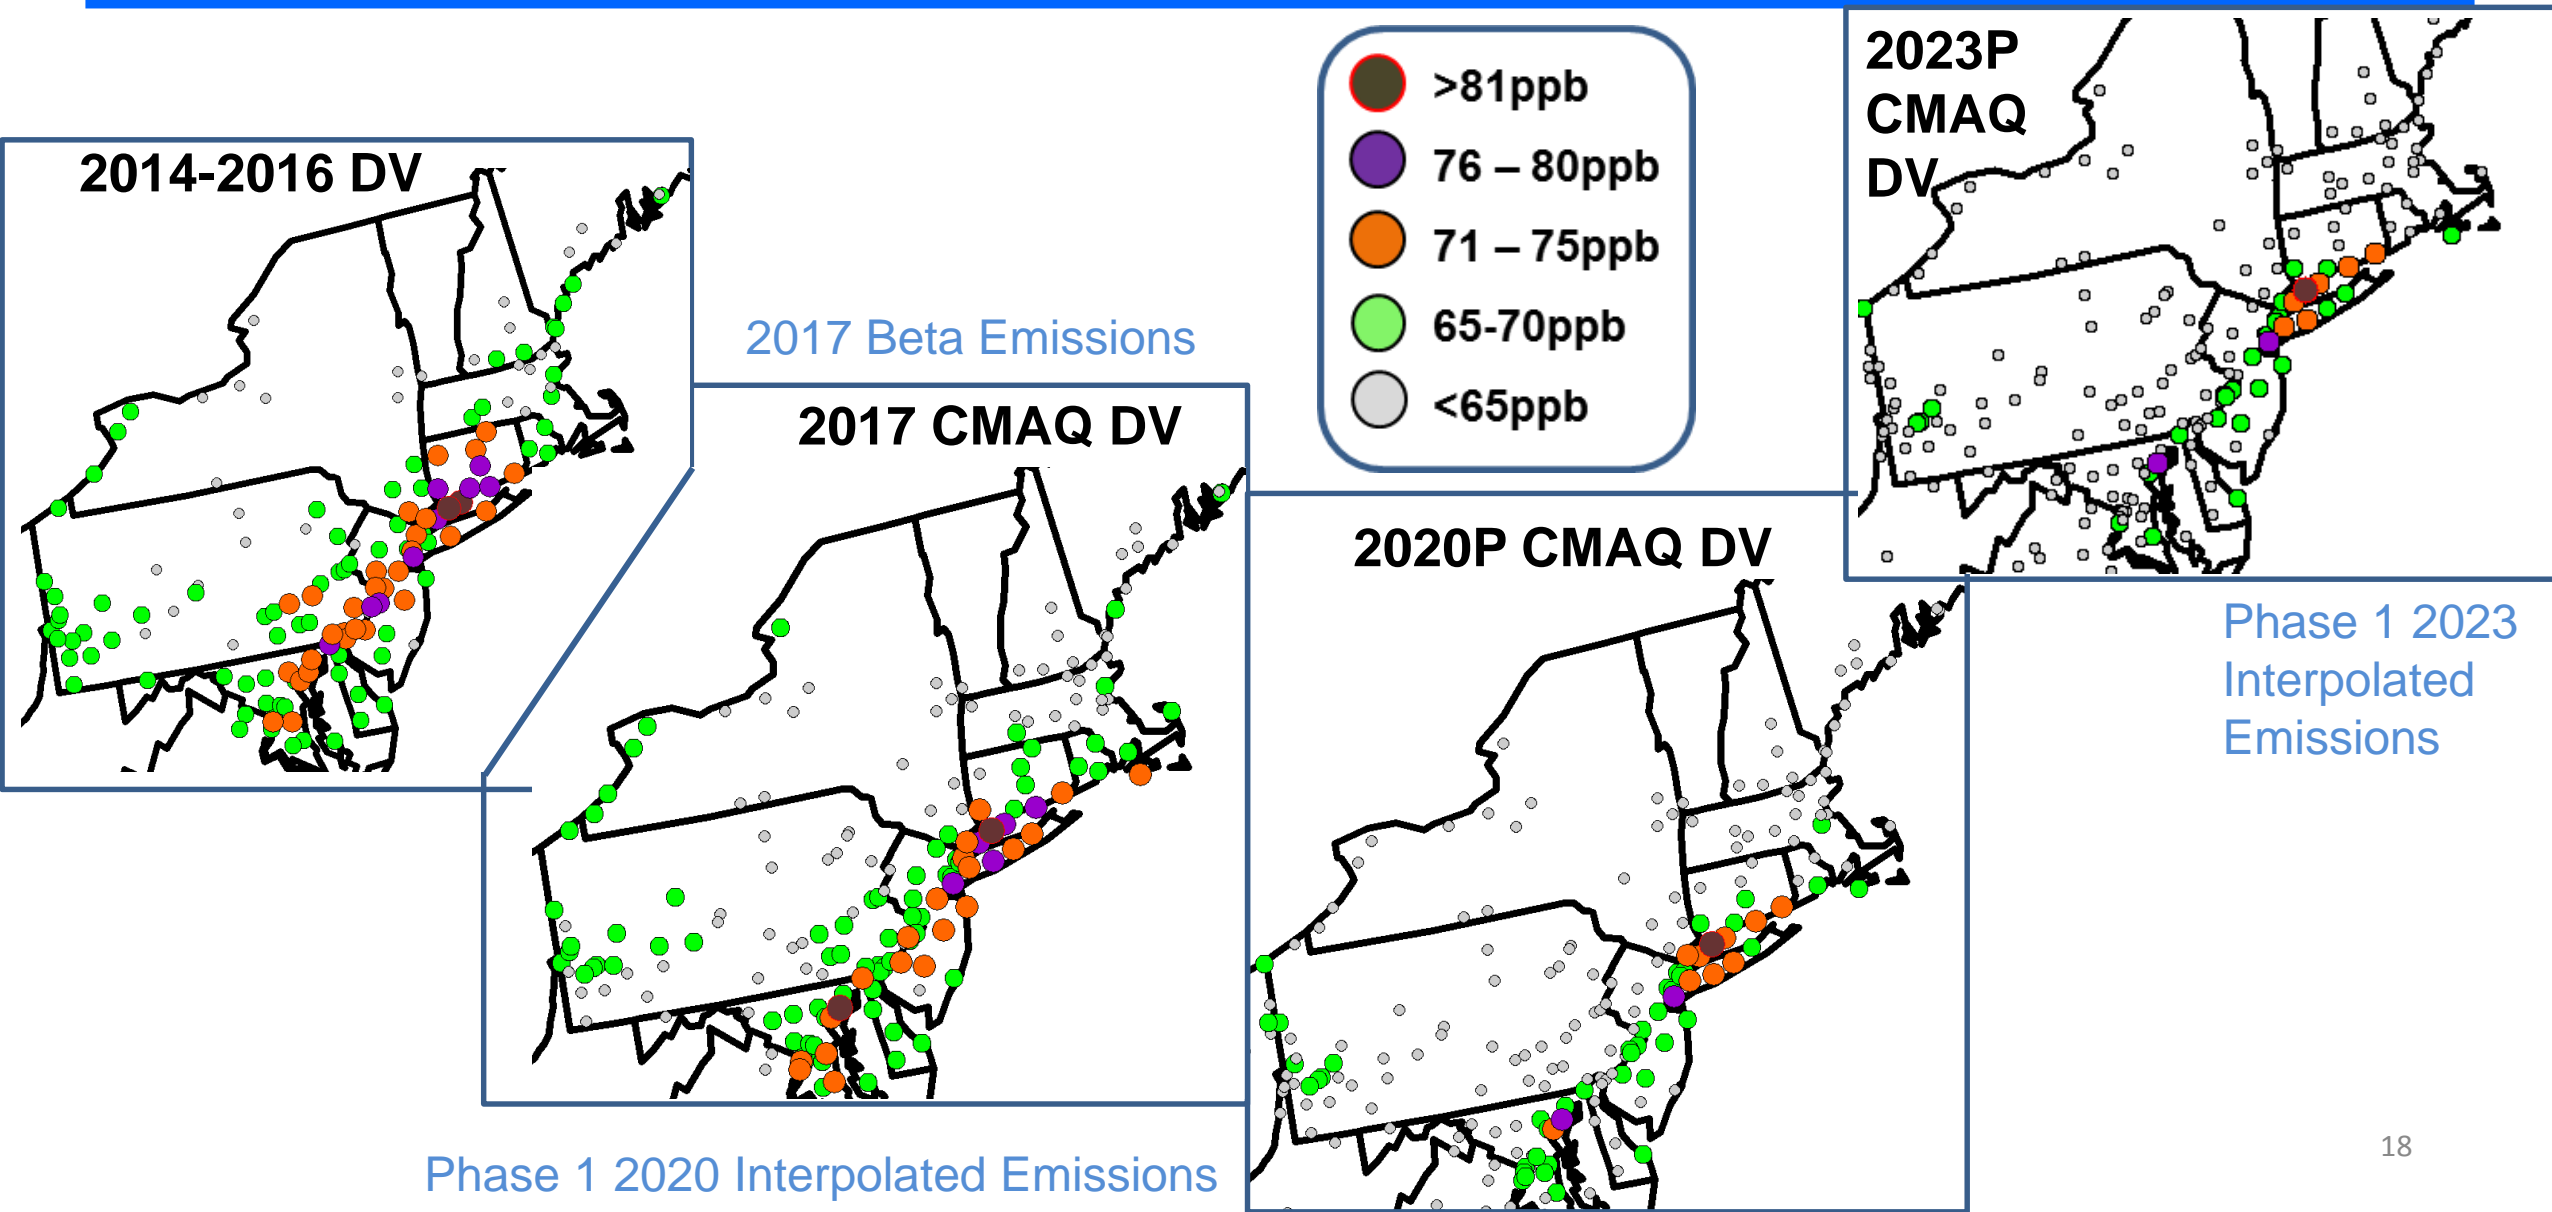 2014-2016 DV
2017 Beta Emissions
2017 CMAQ DV
>81ppb
76 – 80ppb
71 – 75ppb
65-70ppb
<65ppb
2023P
CMAQ
DV
2020P CMAQ DV
Phase 1 2023
Interpolated
Emissions
Phase 1 2020 Interpolated Emissions
18